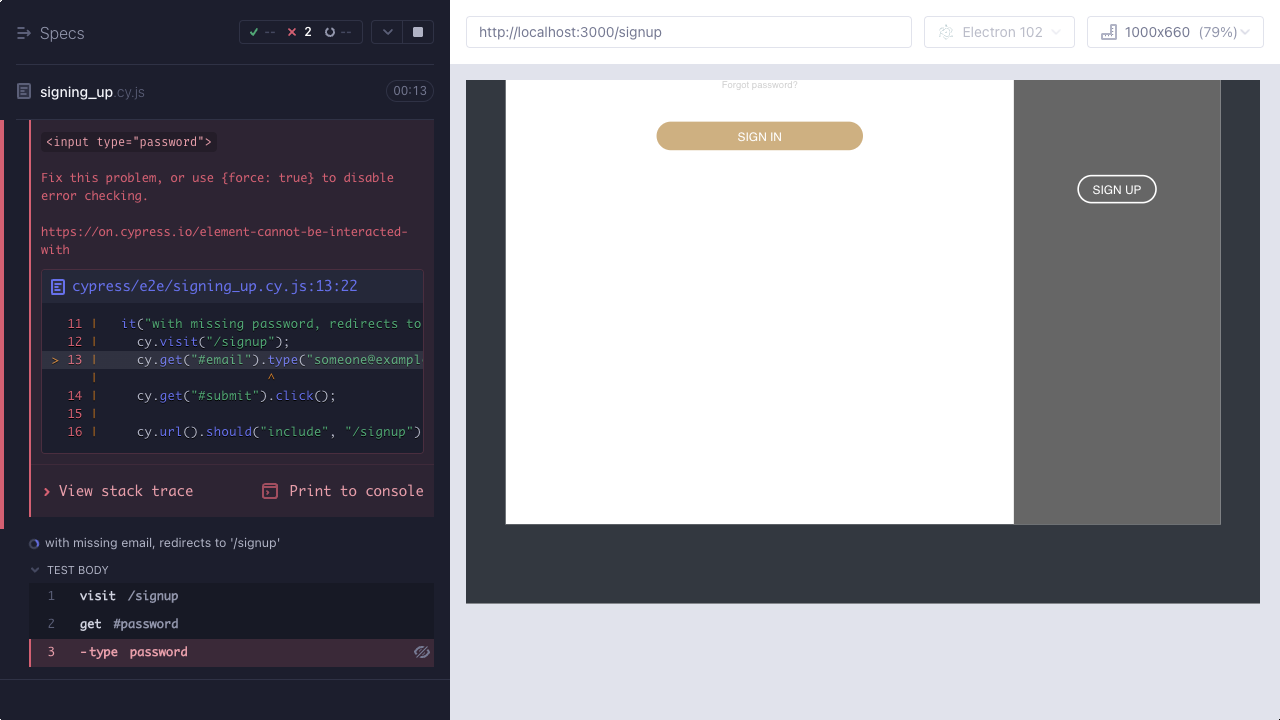 Specs
-- 2 --
signing_up.cy.js
00:13
<input type="password">
Fix this problem, or use {force: true} to disable
error checking.
https://on.cypress.io/element-cannot-be-interacted-
with
cypress/e2e/signing_up.cy.js:13:22
11 | it("with missing password, redirects to
12 | cy.visit("/signup");
> 13 | cy.get("#email").type("someone@exampl
| ^
14 | cy.get("#submit").click();
15 |
16 | cy.url().should("include", "/signup")
View stack trace
Print to console
with missing email, redirects to '/signup'
TEST BODY
1 visit /signup
2 get #password
3 -type password
http://localhost:3000/signup
Electron 102
1000x660 (79%)
Forgot password?
SIGN IN
SIGN UP